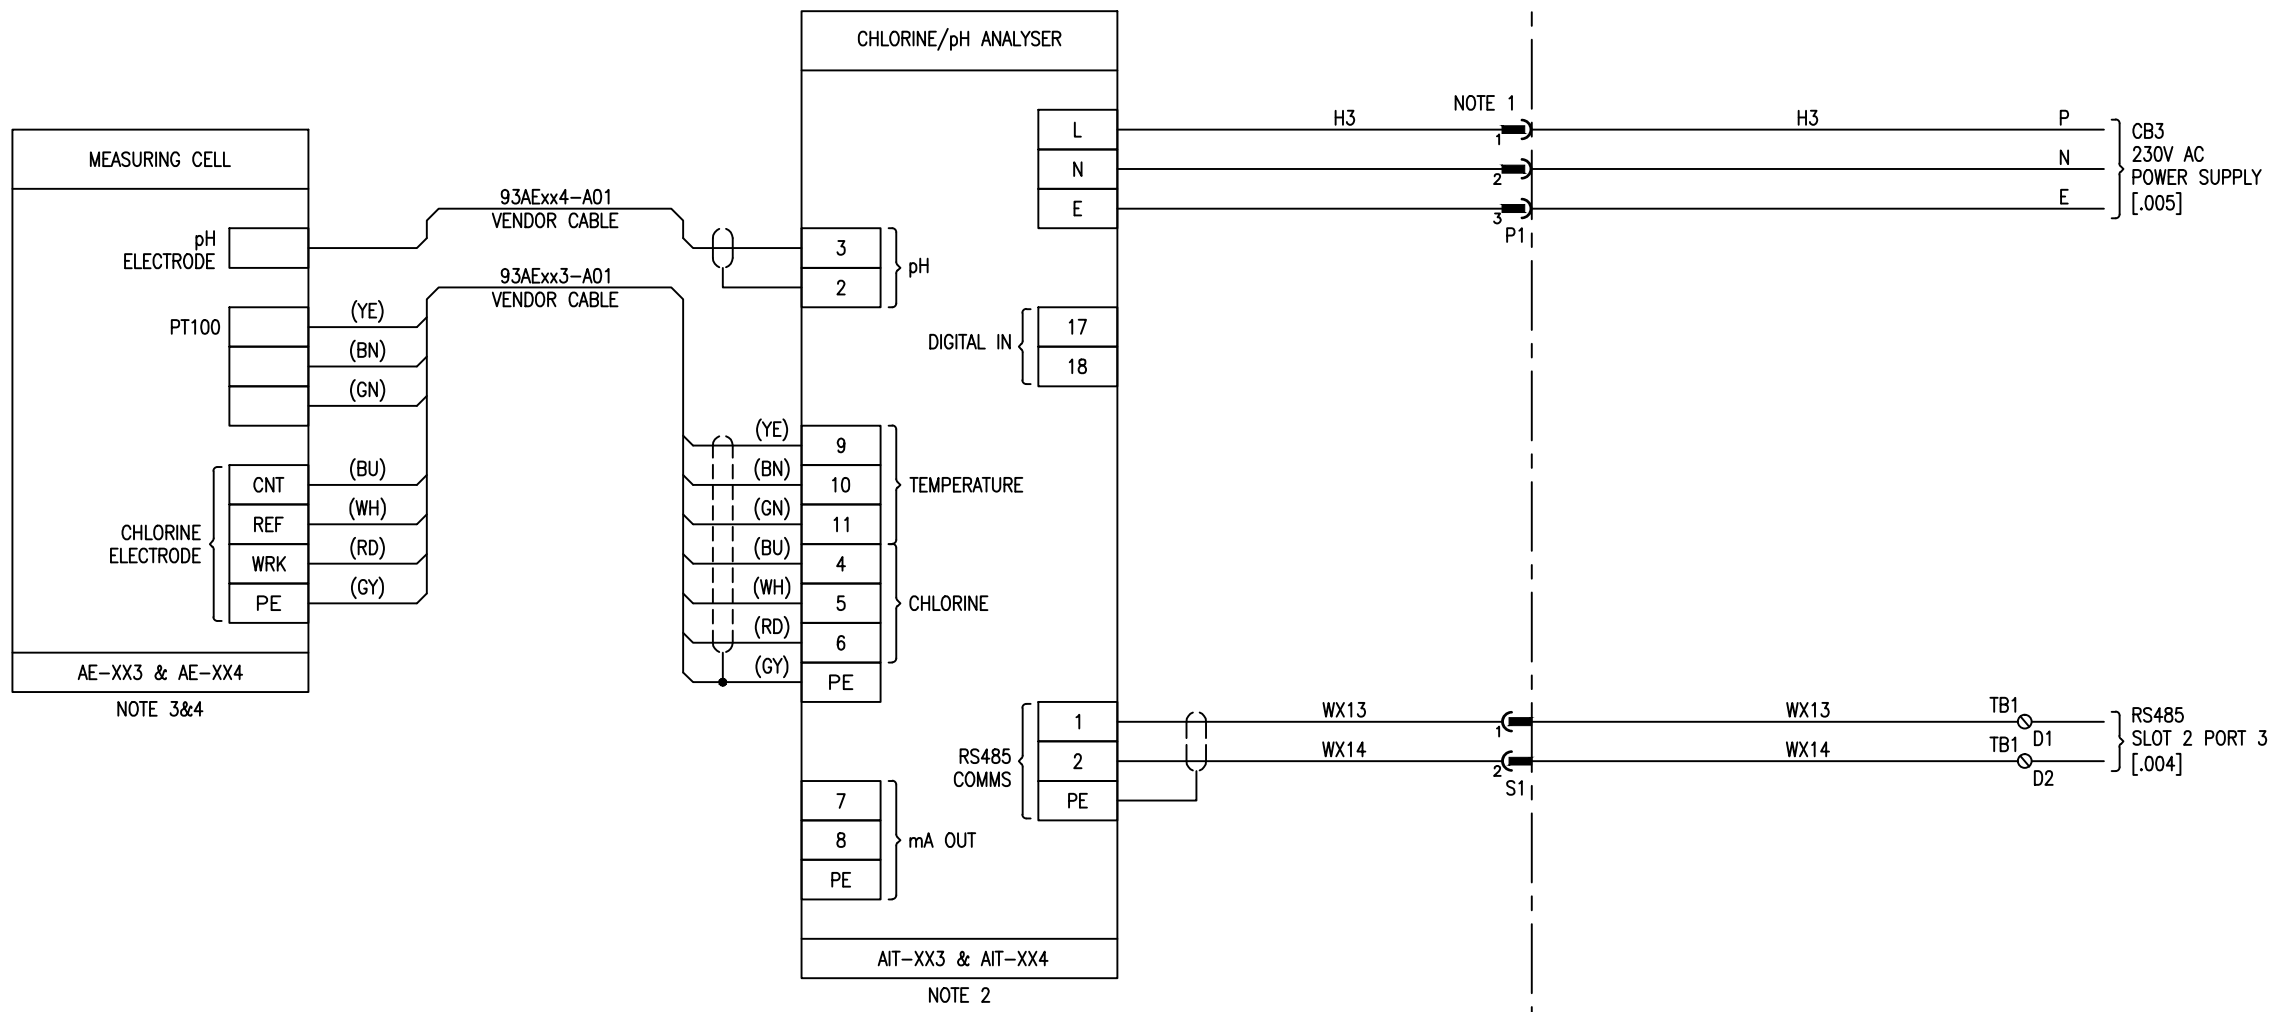 CHLORINE/pH ANALYSER
MEASURING CELL
pH
ELECTRODE
PT100
(YE)
(BN)
(GN)
CHLORINE
ELECTRODE
CNT
REF
WRK
PE
(BU)
(WH)
(RD)
(GY)
AE-XX3 & AE-XX4
NOTE 3&4
93AExx4-A01
VENDOR CABLE
93AExx3-A01
VENDOR CABLE
3
2
pH
(YE)
(BN)
(GN)
(BU)
(WH)
(RD)
(GY)
9
10
11
4
5
6
PE
TEMPERATURE
CHLORINE
7
8
PE
mA OUT
L
N
E
DIGITAL IN
17
18
RS485
COMMS
1
2
PE
AIT-XX3 & AIT-XX4
NOTE 2
H3
NOTE 1
1
2
3
P1
H3
P
N
E
CB3
230V AC
POWER SUPPLY
[.005]
WX13
WX14
1
2
S1
WX13
WX14
TB1
D1
TB1
D2
RS485
SLOT 2 PORT 3
[.004]